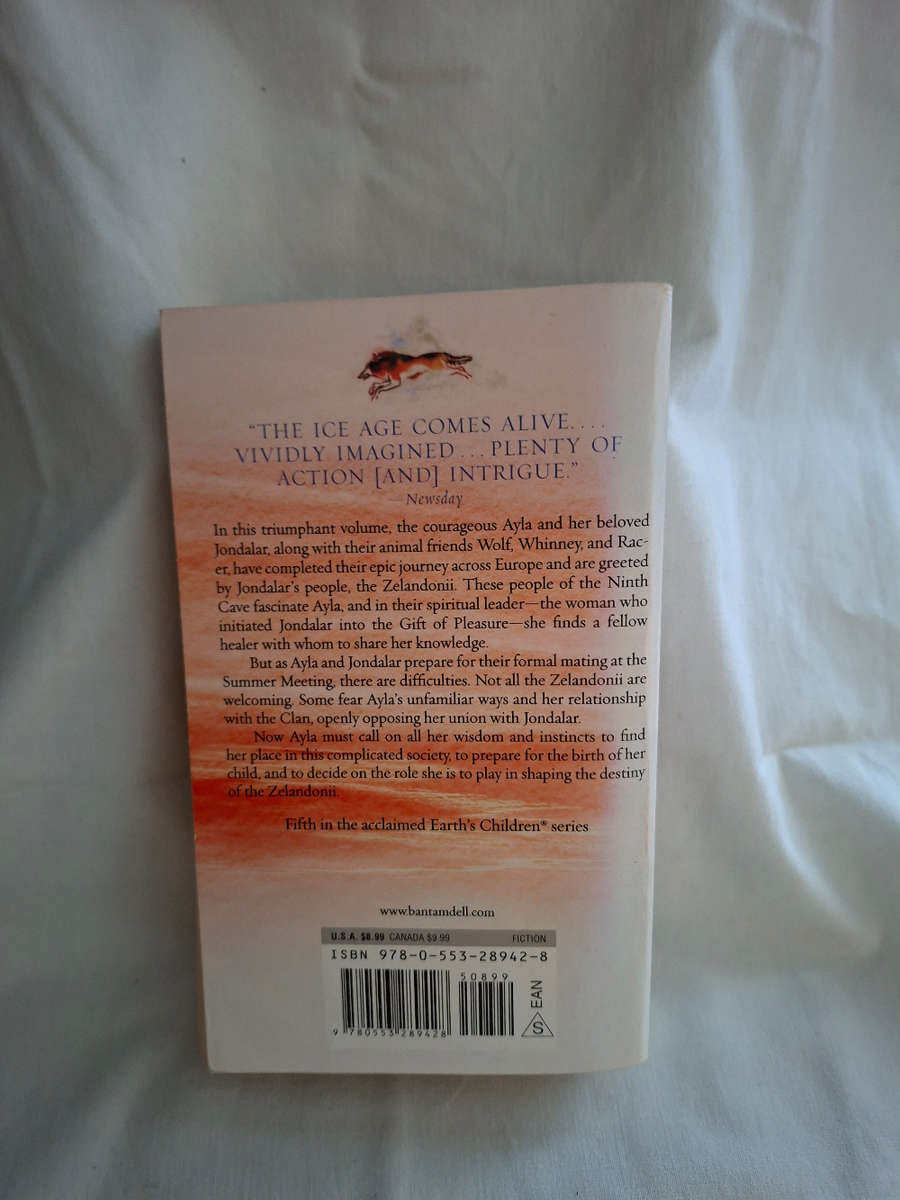 "THE ICE AGE COMES ALIVE. . . .
VIVIDLY IMAGINED . . . PLENTY OF
ACTION [AND] INTRIGUE."
—Newsday
In this triumphant volume, the courageous Ayla and her beloved
Jondalar, along with their animal friends Wolf, Whinney, and Rac-
er, have completed their epic journey across Europe and are greeted
by Jondalar's people, the Zelandonii. These people of the Ninth
Cave fascinate Ayla, and in their spiritual leader—the woman who
initiated Jondalar into the Gift of Pleasure—she finds a fellow
healer with whom to share her knowledge.
But as Ayla and Jondalar prepare for their formal mating at the
Summer Meeting, there are difficulties. Not all the Zelandonii are
welcoming. Some fear Ayla's unfamiliar ways and her relationship
with the Clan, openly opposing her union with Jondalar.
Now Ayla must call on all her wisdom and instincts to find
her place in this complicated society, to prepare for the birth of her
child, and to decide on the role she is to play in shaping the destiny
of the Zelandonii.
Fifth in the acclaimed Earth's Children® series
www.bantamdell.com
U.S.A. $8.99 CANADA $9.99 FICTION
ISBN 978-0-553-28942-8
50899
9 780553 289428
S EAN